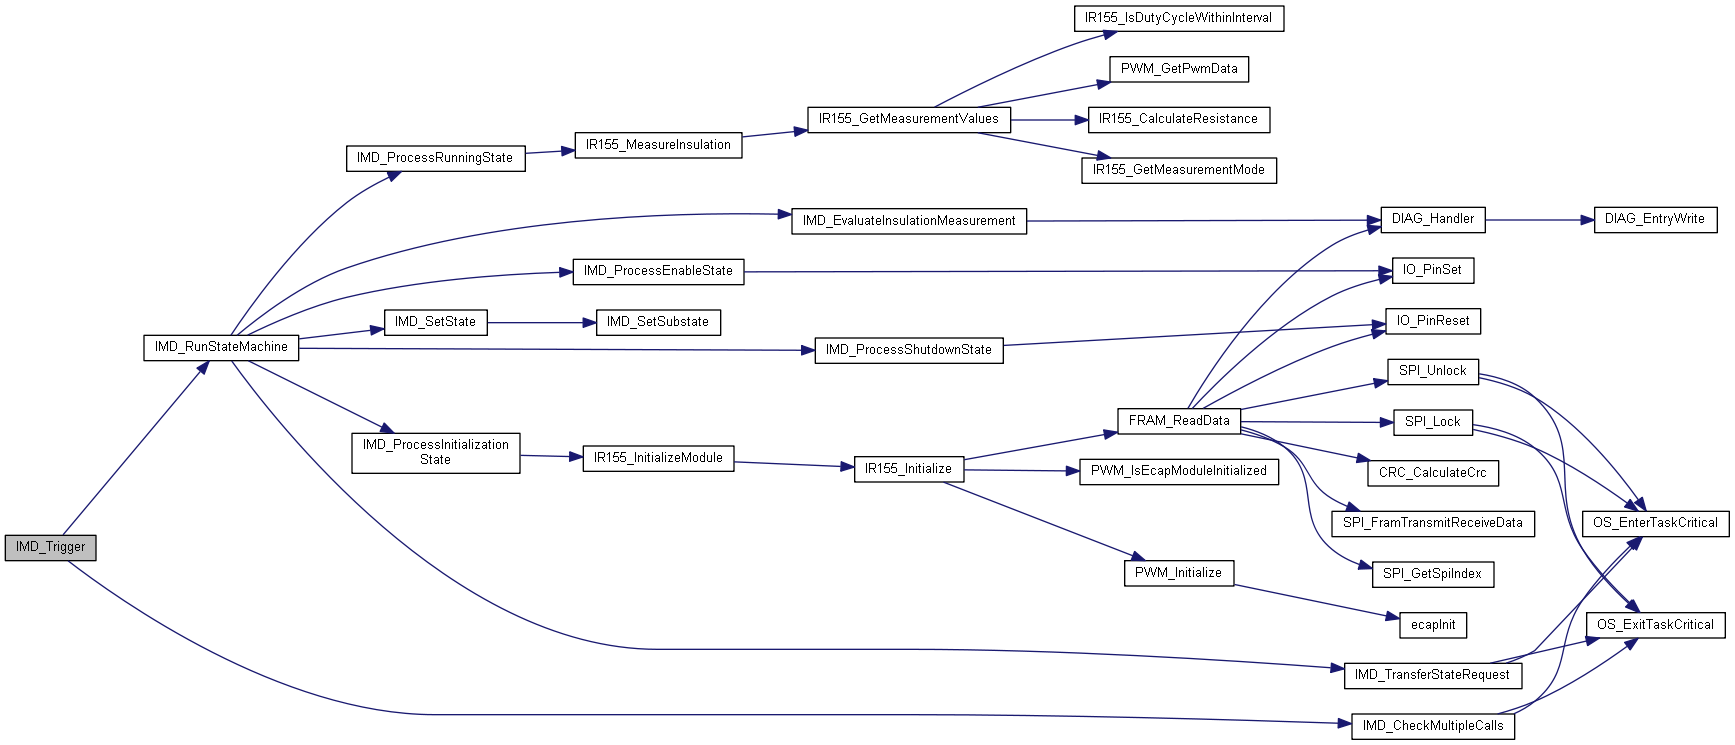 IR155_IsDutyCycleWithinInterval
PWM_GetPwmData
IR155_GetMeasurementValues
IR155_CalculateResistance
IR155_MeasureInsulation
IMD_ProcessRunningState
IR155_GetMeasurementMode
IMD_EvaluateInsulationMeasurement
DIAG_Handler
DIAG_EntryWrite
IMD_ProcessEnableState
IO_PinSet
IMD_SetState
IMD_SetSubstate
IO_PinReset
IMD_RunStateMachine
IMD_ProcessShutdownState
SPI_Unlock
FRAM_ReadData
SPI_Lock
IMD_ProcessInitialization
State
IR155_InitializeModule
IR155_Initialize
PWM_IsEcapModuleInitialized
CRC_CalculateCrc
SPI_FramTransmitReceiveData
OS_EnterTaskCritical
IMD_Trigger
PWM_Initialize
SPI_GetSpiIndex
ecapInit
OS_ExitTaskCritical
IMD_TransferStateRequest
IMD_CheckMultipleCalls